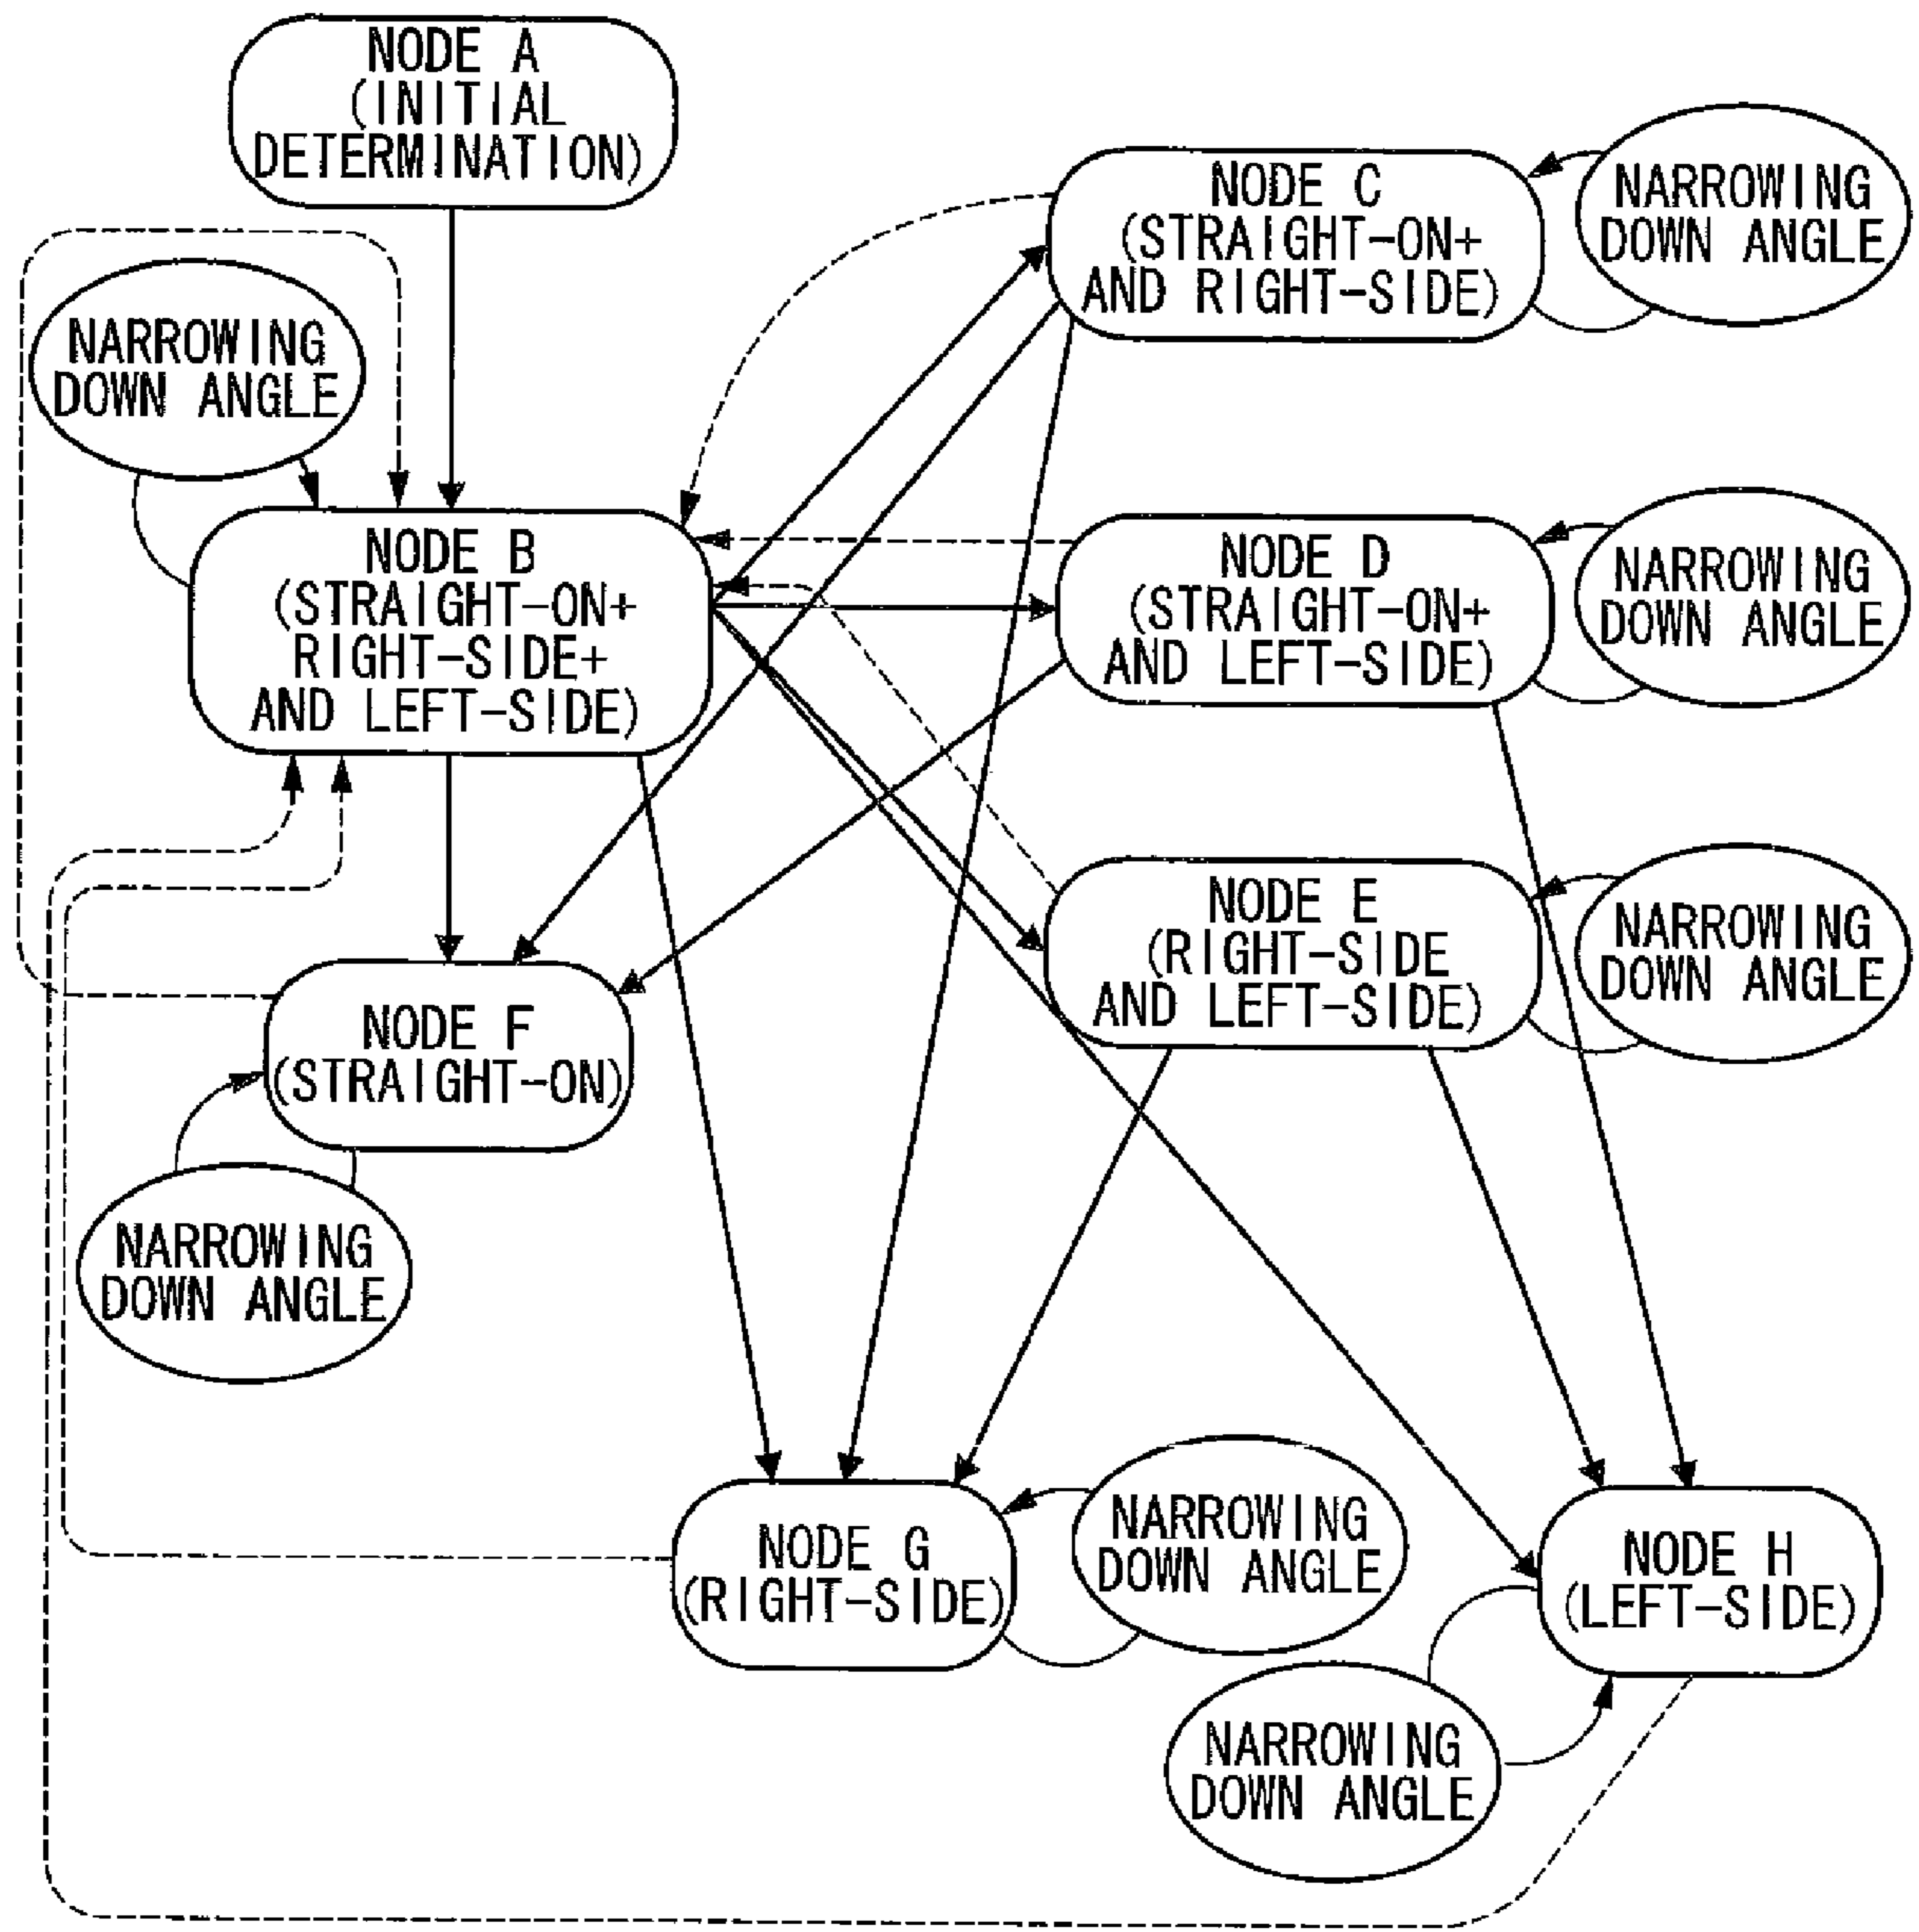 NODE A
(INITIAL
DETERMINATION)
NODE C
(STRAIGHT-ON+
AND RIGHT-SIDE)
NARROWING
DOWN ANGLE
NARROWING
DOWN ANGLE
NODE B
(STRAIGHT-ON+
RIGHT-SIDE+
AND LEFT-SIDE)
NODE D
(STRAIGHT-ON+
AND LEFT-SIDE)
NARROWING
DOWN ANGLE
NODE E
(RIGHT-SIDE
AND LEFT-SIDE)
NARROWING
DOWN ANGLE
NODE F
(STRAIGHT-ON)
NARROWING
DOWN ANGLE
NODE G
(RIGHT-SIDE)
NARROWING
DOWN ANGLE
NODE H
(LEFT-SIDE)
NARROWING
DOWN ANGLE